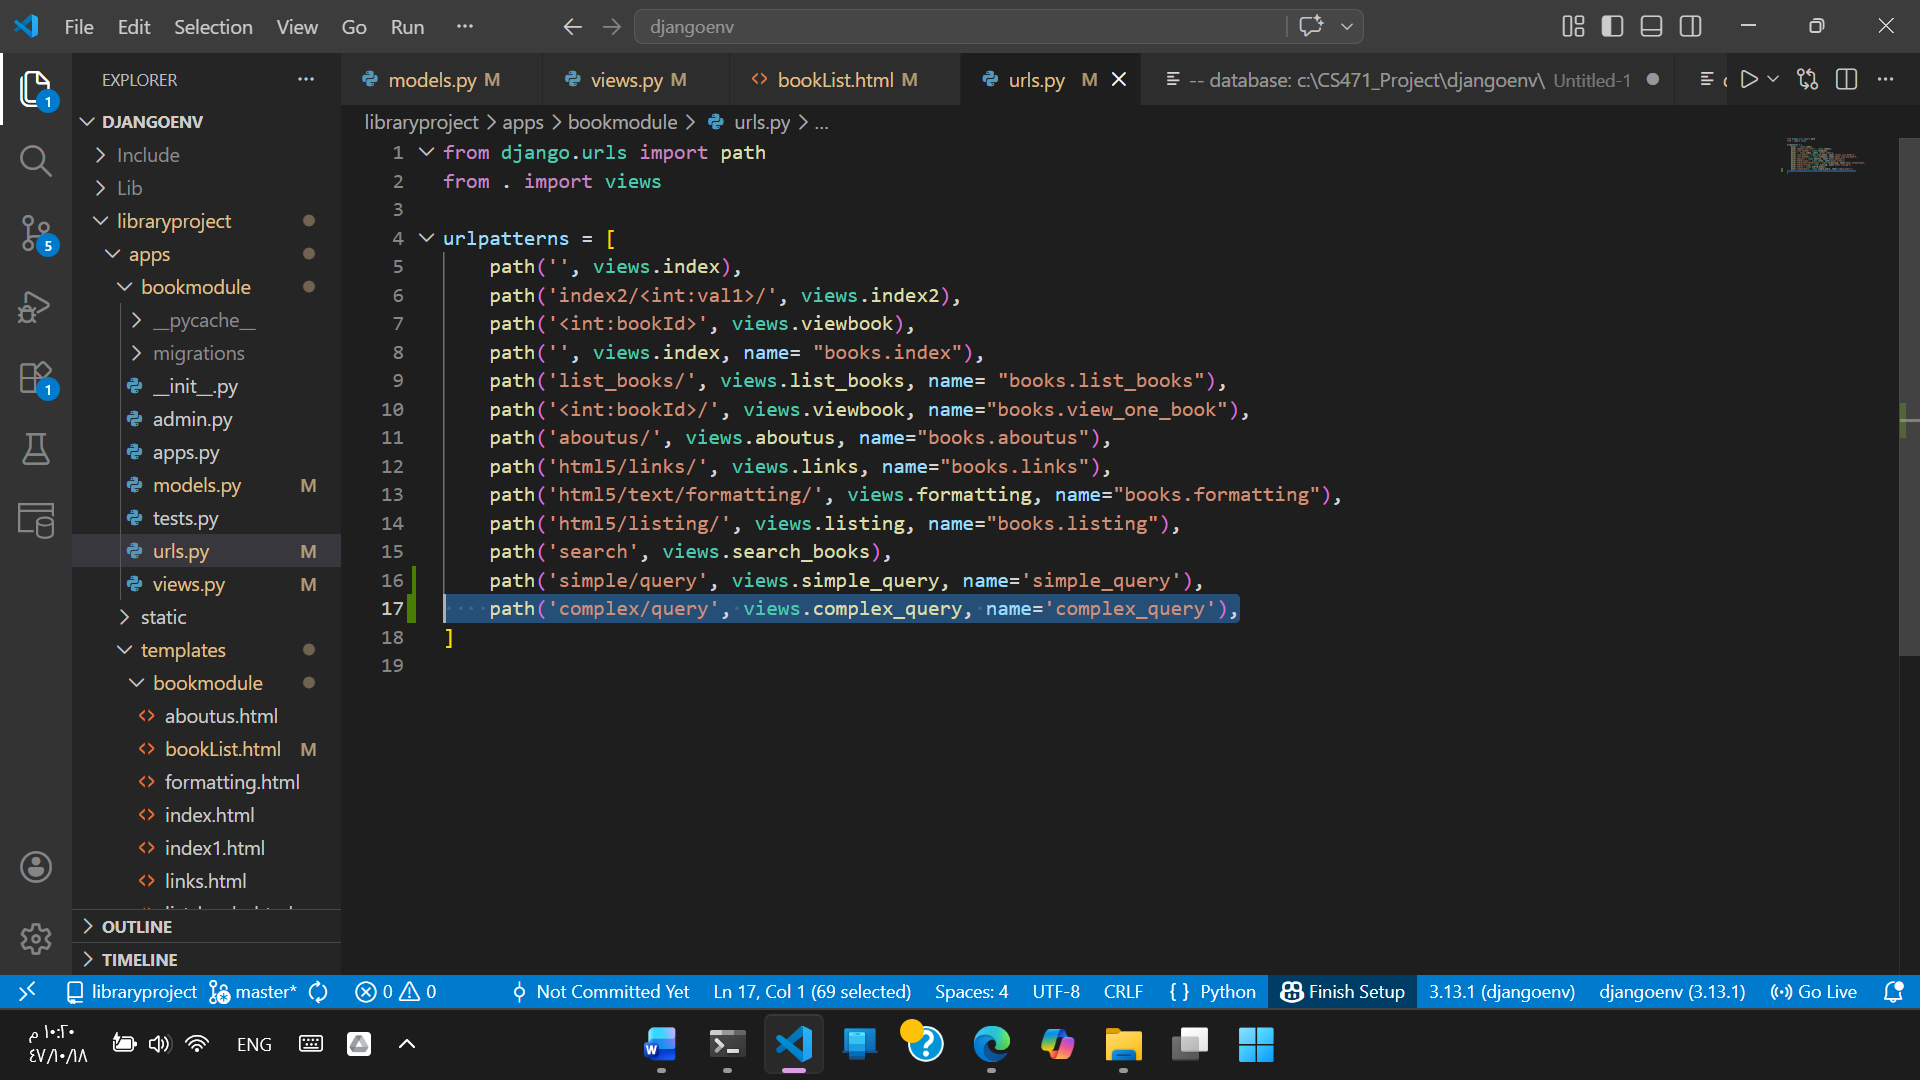 File Edit Selection View Go Run ···
djangoenv
EXPLORER ···
models.py M
views.py M
bookList.html M
urls.py M
-- database: c:\CS471_Project\djangoenv\ Untitled-1
DJANGOENV
Include
Lib
libraryproject
apps
bookmodule
__pycache__
migrations
__init__.py
admin.py
apps.py
models.py M
tests.py
urls.py M
views.py M
static
templates
bookmodule
aboutus.html
bookList.html M
formatting.html
index.html
index1.html
links.html
OUTLINE
TIMELINE
1
5
1
libraryproject > apps > bookmodule > urls.py > ...
1 from django.urls import path
2 from . import views
3
4 urlpatterns = [
5 path('', views.index),
6 path('index2/<int:val1>/', views.index2),
7 path('<int:bookId>', views.viewbook),
8 path('', views.index, name= "books.index"),
9 path('list_books/', views.list_books, name= "books.list_books"),
10 path('<int:bookId>/', views.viewbook, name="books.view_one_book"),
11 path('aboutus/', views.aboutus, name="books.aboutus"),
12 path('html5/links/', views.links, name="books.links"),
13 path('html5/text/formatting/', views.formatting, name="books.formatting"),
14 path('html5/listing/', views.listing, name="books.listing"),
15 path('search', views.search_books),
16 path('simple/query', views.simple_query, name='simple_query'),
17 path('complex/query', views.complex_query, name='complex_query'),
18 ]
19
libraryproject master* 0 0 Not Committed Yet Ln 17, Col 1 (69 selected) Spaces: 4 UTF-8 CRLF { } Python Finish Setup 3.13.1 (djangoenv) djangoenv (3.13.1) Go Live
١٠:٢٠ م
٤٧/١٠/١٨
ENG